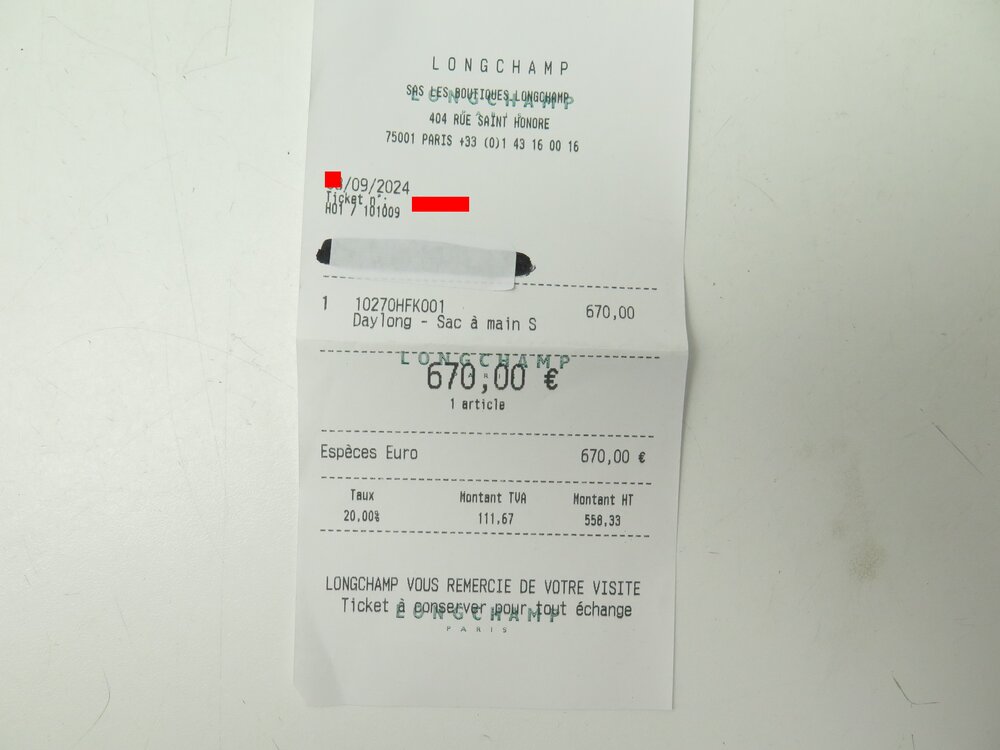 LONGCHAMP
SAS LES BOUTIQUES LONGCHAMP
LONGCHAMP
404 RUE SAINT HONORE
75001 PARIS +33 (0)1 43 16 00 16
/09/2024
Ticket n°:
H01 / 101009
1 10270HFK001 670,00
Daylong - Sac à main S
LONGCHAMP
670,00 €
1 article
Espèces Euro 670,00 €
Taux Montant TVA Montant HT
20,00% 111,67 558,33
LONGCHAMP VOUS REMERCIE DE VOTRE VISITE
Ticket à conserver pour tout échange
LONGCHAMP
PARIS